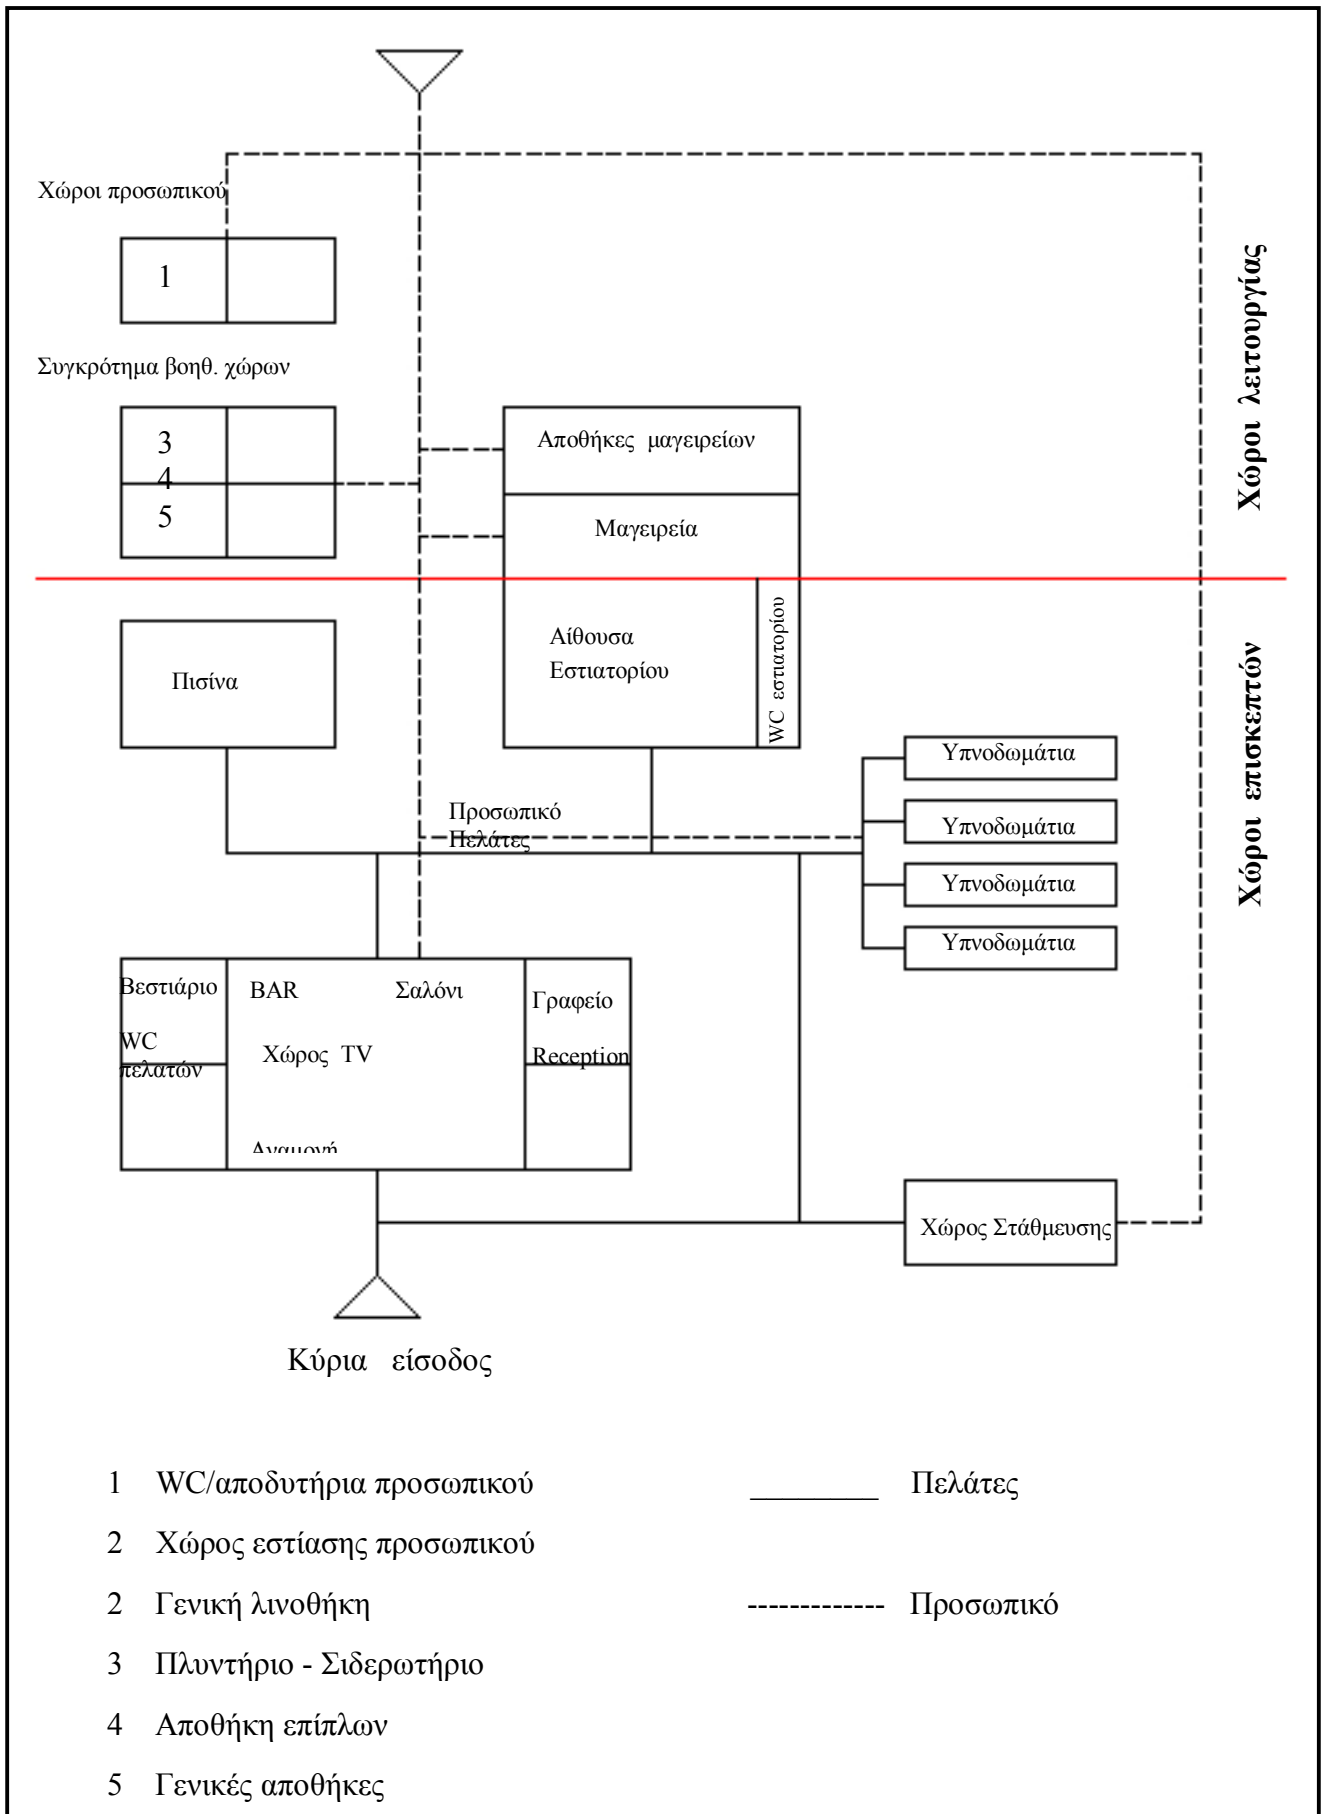 Χώροι προσωπικού
1
Συγκρότημα βοηθ. χώρων
3
4
5
Αποθήκες μαγειρείων
Μαγειρεία
Χώροι λειτουργίας
Πισίνα
Αίθουσα
Εστιατορίου
WC εστιατορίου
Χώροι επισκεπτών
Υπνοδωμάτια
Υπνοδωμάτια
Υπνοδωμάτια
Υπνοδωμάτια
Προσωπικό
Πελάτες
Βεστιάριο
WC
πελατών
BAR
Σαλόνι
Χώρος TV
Αναμονή
Γραφείο
Reception
Χώρος Στάθμευσης
Κύρια είσοδος
1 WC/αποδυτήρια προσωπικού
________ Πελάτες
2 Χώρος εστίασης προσωπικού
2 Γενική λινοθήκη
------------- Προσωπικό
3 Πλυντήριο - Σιδερωτήριο
4 Αποθήκη επίπλων
5 Γενικές αποθήκες